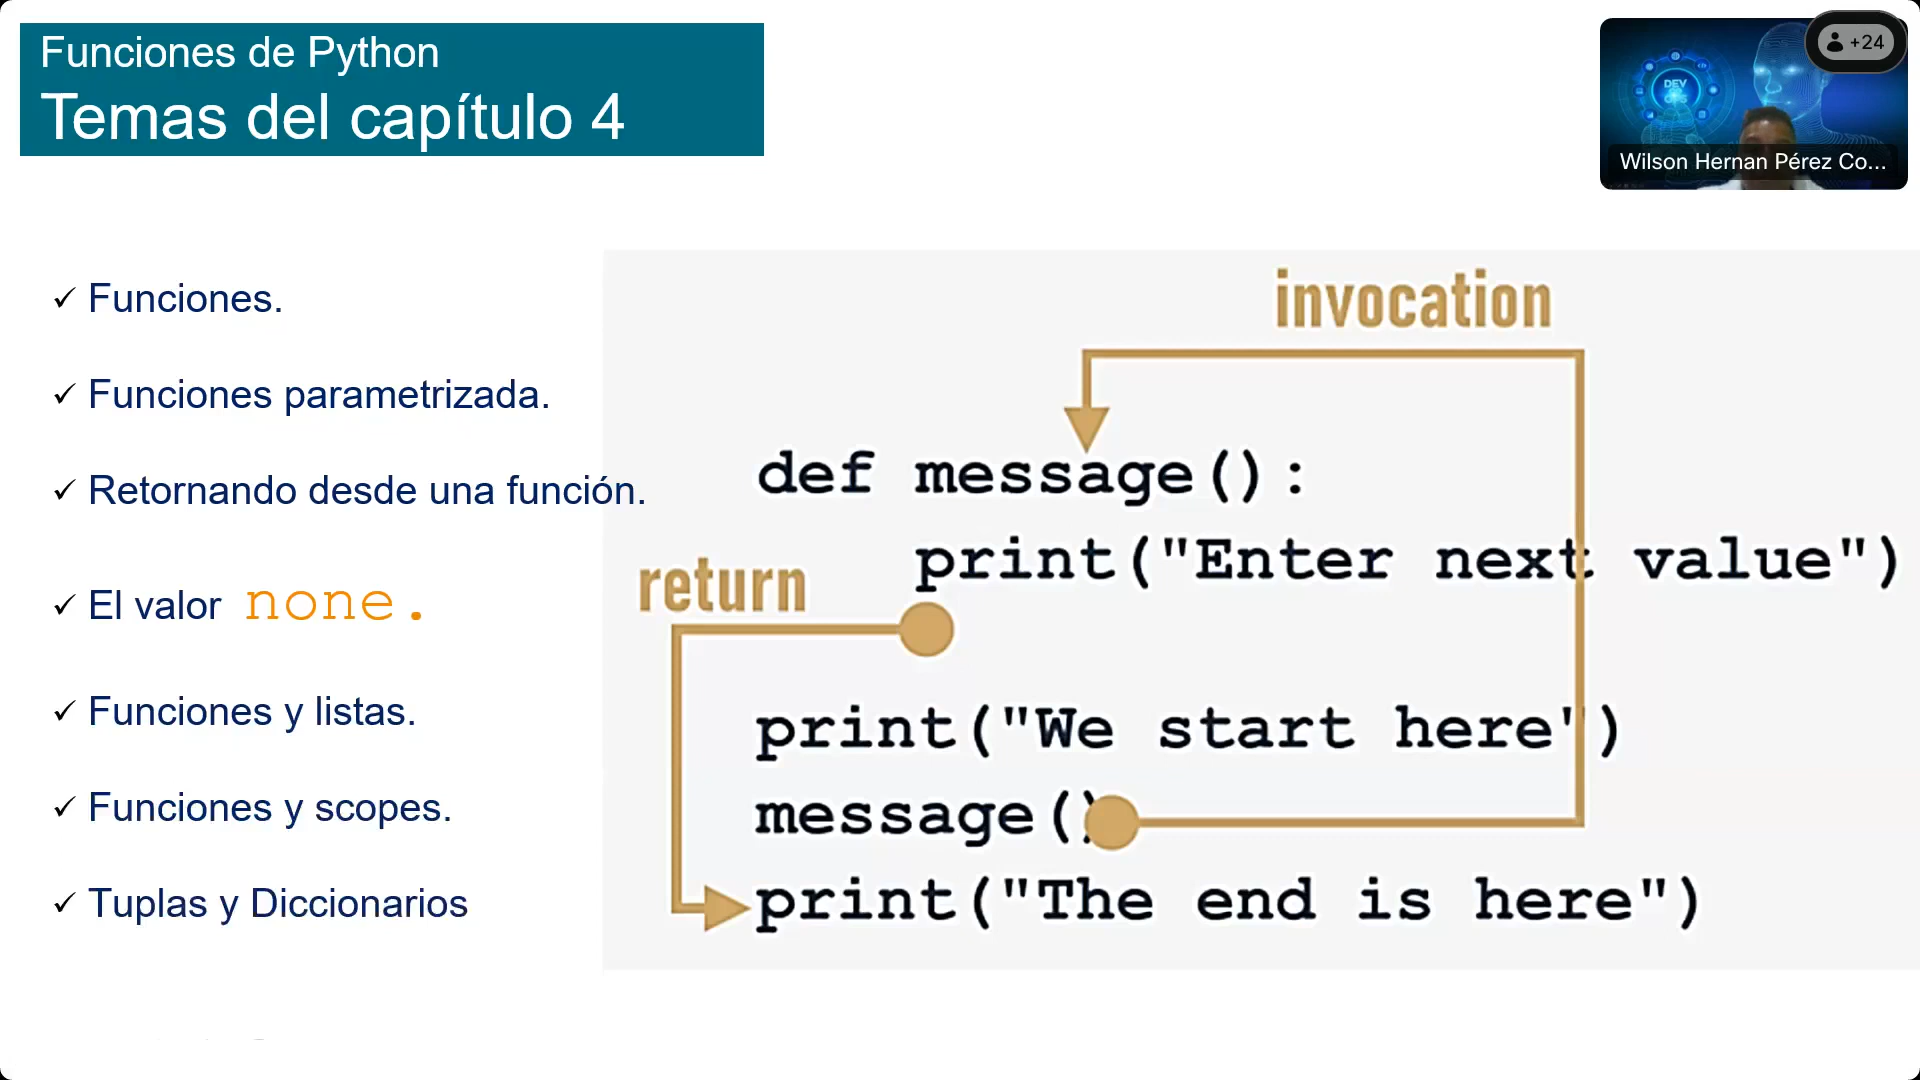 Funciones de Python
Temas del capítulo 4
+24
DEV
OPS
Wilson Hernan Pérez Co...
✓ Funciones.
✓ Funciones parametrizada.
✓ Retornando desde una función.
✓ El valor none.
✓ Funciones y listas.
✓ Funciones y scopes.
✓ Tuplas y Diccionarios
invocation
def message():
print("Enter next value")
return
print("We start here")
message()
print("The end is here")